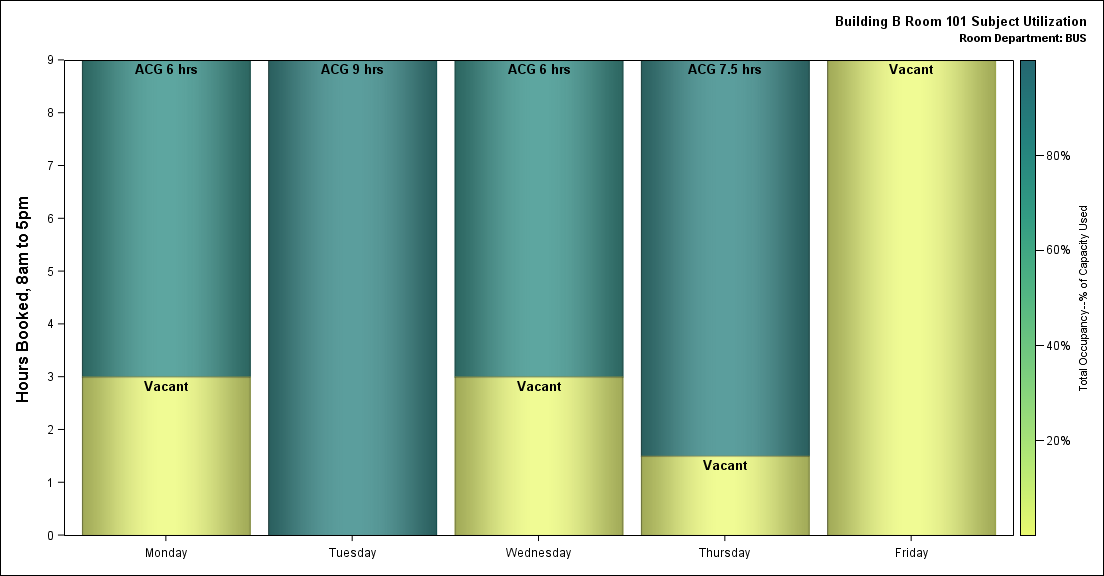 Building B Room 101 Subject Utilization
Room Department: BUS
Hours Booked, 8am to 5pm
9
8
7
6
5
4
3
2
1
0
ACG 6 hrs
Vacant
ACG 9 hrs
ACG 6 hrs
Vacant
ACG 7.5 hrs
Vacant
Vacant
Monday
Tuesday
Wednesday
Thursday
Friday
80%
60%
40%
20%
Total Occupancy--% of Capacity Used